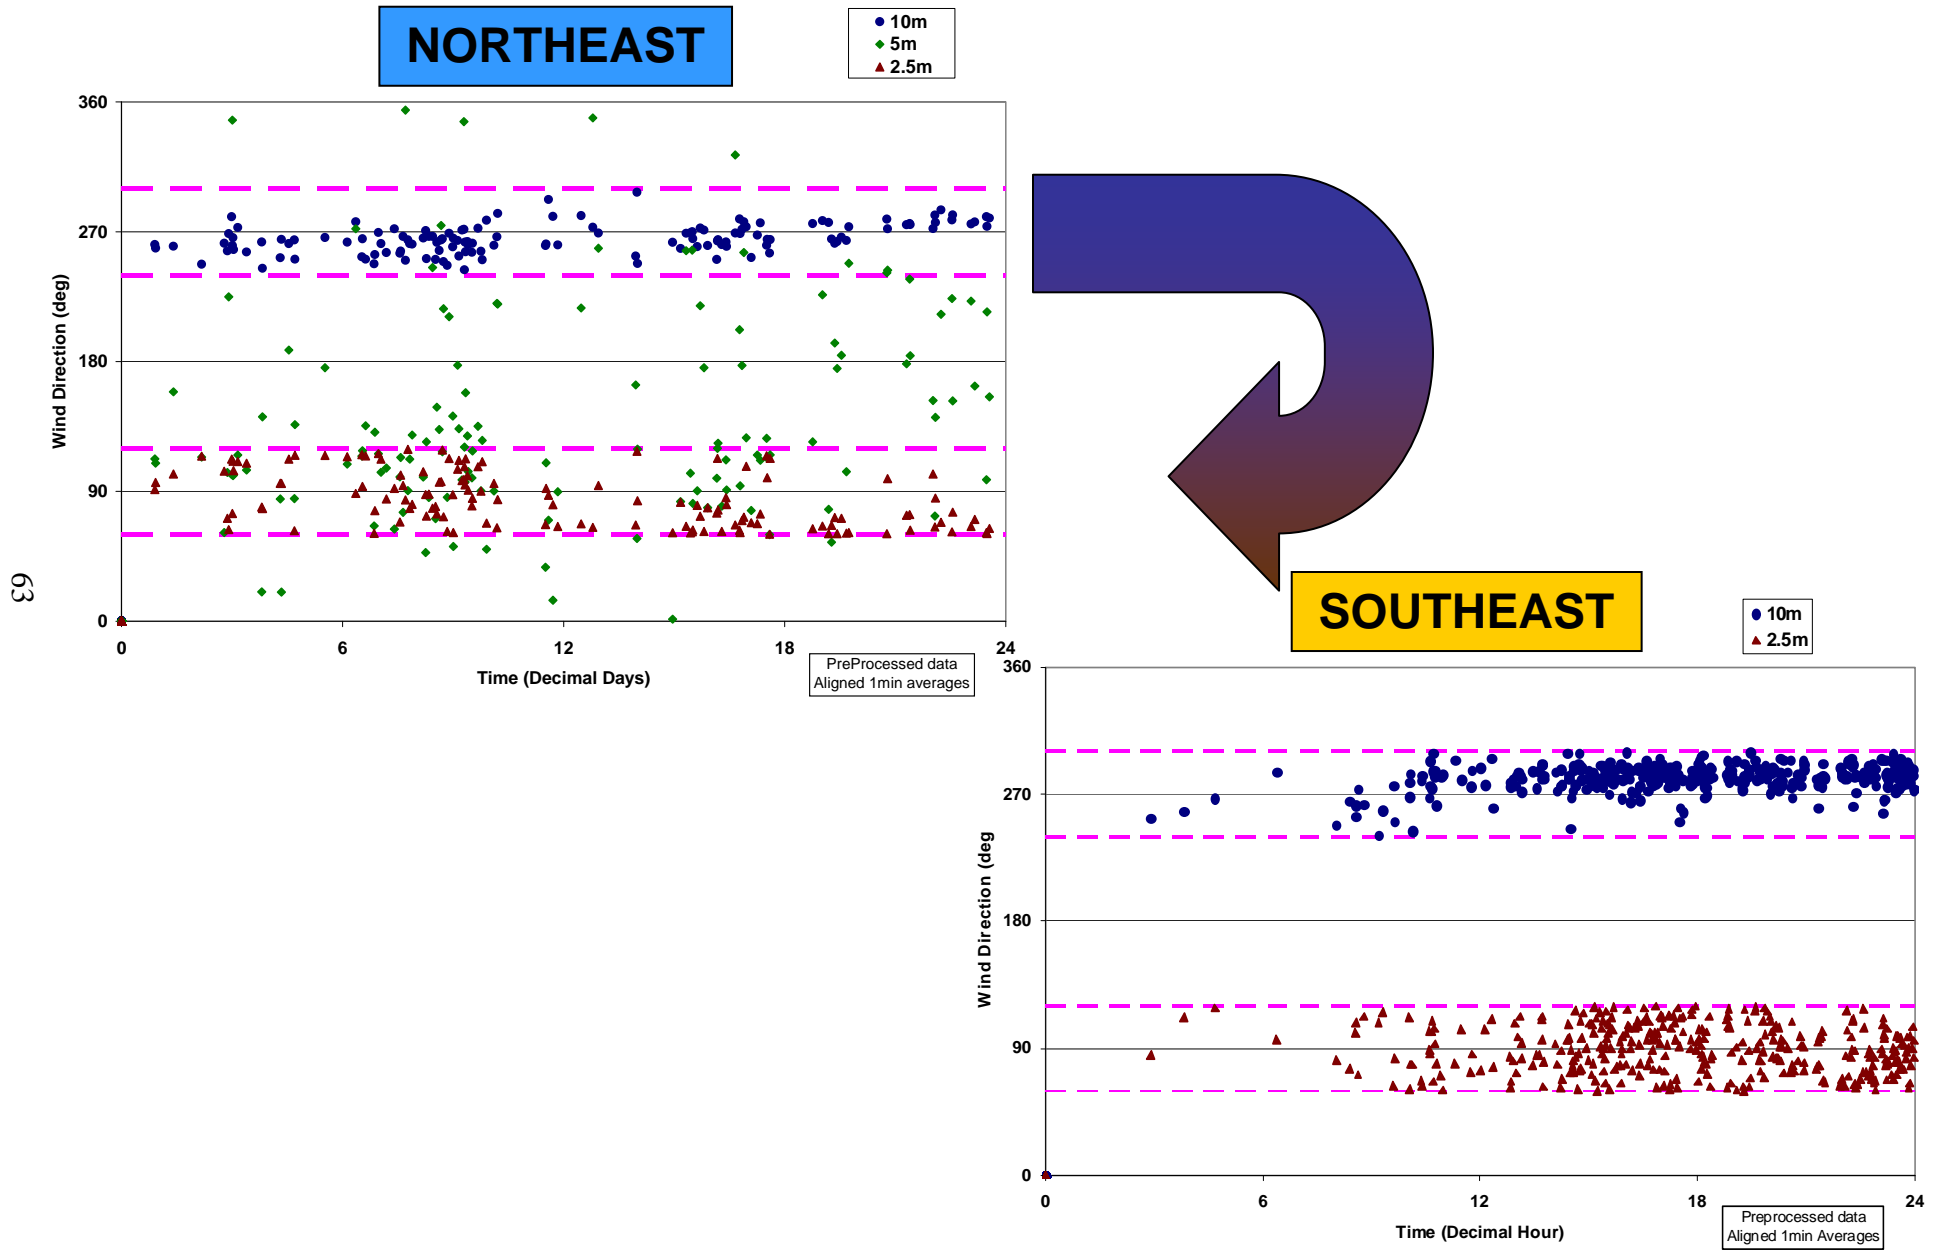 NORTHEAST
10m
5m
2.5m
360
270
180
90
0
Wind Direction (deg)
0
6
12
18
24
Time (Decimal Days)
PreProcessed data
Aligned 1min averages
63
SOUTHEAST
10m
2.5m
360
270
180
90
0
Wind Direction (deg
0
6
12
18
24
Time (Decimal Hour)
Preprocessed data
Aligned 1min Averages